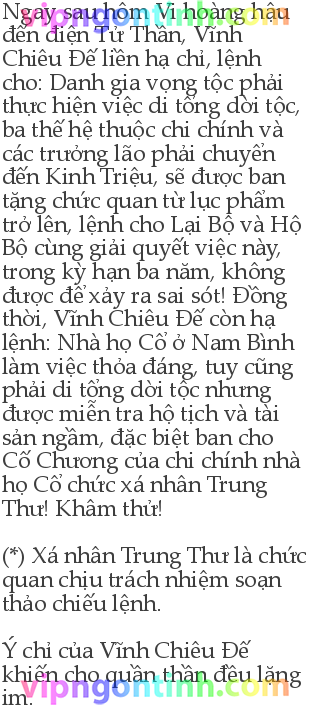 Ngay sau hôm Vi hoàng hậu
đến điện Tử Thần, Vĩnh
Chiêu Đế liền hạ chỉ, lệnh
cho: Danh gia vọng tộc phải
thực hiện việc di tông dời tộc,
ba thế hệ thuộc chi chính và
các trưởng lão phải chuyển
đến Kinh Triệu, sẽ được ban
tặng chức quan từ lục phẩm
trở lên, lệnh cho Lại Bộ và Hộ
Bộ cùng giải quyết việc này,
trong kỳ hạn ba năm, không
được để xảy ra sai sót! Đồng
thời, Vĩnh Chiêu Đế còn hạ
lệnh: Nhà họ Cố ở Nam Bình
làm việc thỏa đáng, tuy cũng
phải di tông dời tộc nhưng
được miễn tra hộ tịch và tài
sản ngầm, đặc biệt ban cho
Cố Chương của chi chính nhà
họ Cố chức xá nhân Trung
Thư! Khâm thử!
(*) Xá nhân Trung Thư là chức
quan chịu trách nhiệm soạn
thảo chiếu lệnh.
Ý chỉ của Vĩnh Chiêu Đế
khiến cho quần thần đều lặng
im.
vipngontinh.com
vipngontinh.com